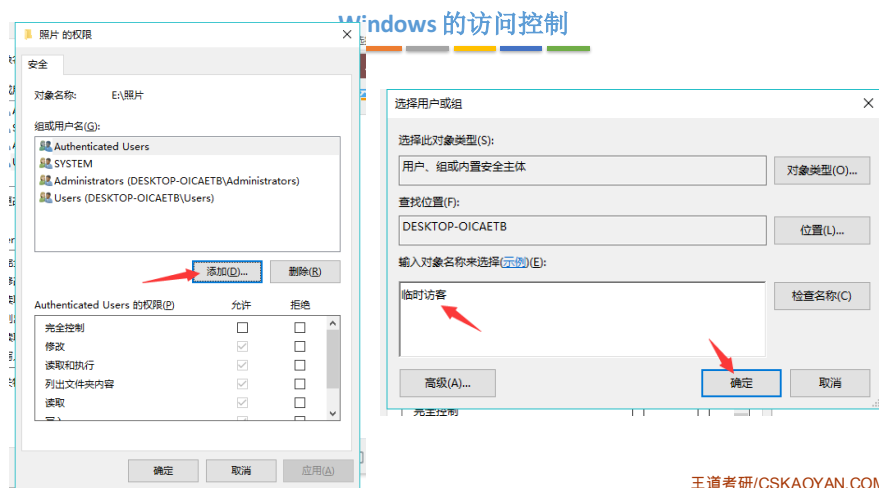 Windows 的访问控制
照片 的权限
安全
对象名称: E:\照片
组或用户名(G):
Authenticated Users
SYSTEM
Administrators (DESKTOP-OICAETB\Administrators)
Users (DESKTOP-OICAETB\Users)
添加(D)... 删除(R)
Authenticated Users 的权限(P) 允许 拒绝
完全控制
修改
读取和执行
列出文件夹内容
读取
确定 取消 应用(A)
选择用户或组
选择此对象类型(S):
用户、组或内置安全主体 对象类型(O)...
查找位置(F):
DESKTOP-OICAETB 位置(L)...
输入对象名称来选择(示例)(E):
临时访客 检查名称(C)
高级(A)... 确定 取消
完全控制
王道考研/CSKAOYAN.COM